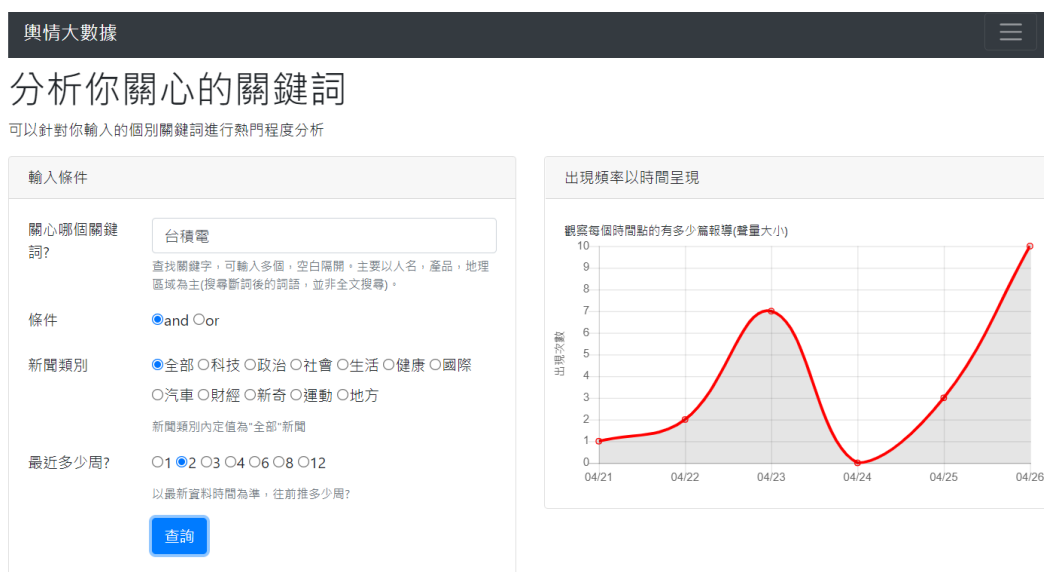 輿情大數據
分析你關心的關鍵詞
可以針對你輸入的個別關鍵詞進行熱門程度分析
輸入條件
關心哪個關鍵
詞?
台積電
查找關鍵字，可輸入多個，空白隔開。主要以人名，產品，地理
區域為主(搜尋斷詞後的詞語，並非全文搜尋)。
條件
and or
新聞類別
全部 科技 政治 社會 生活 健康 國際
汽車 財經 新奇 運動 地方
新聞類別內定值為"全部"新聞
最近多少周?
1 2 3 4 6 8 12
以最新資料時間為準，往前推多少周?
查詢
出現頻率以時間呈現
觀察每個時間點的有多少篇報導(聲量大小)
出現次數
10
9
8
7
6
5
4
3
2
1
0
04/21 04/22 04/23 04/24 04/25 04/26